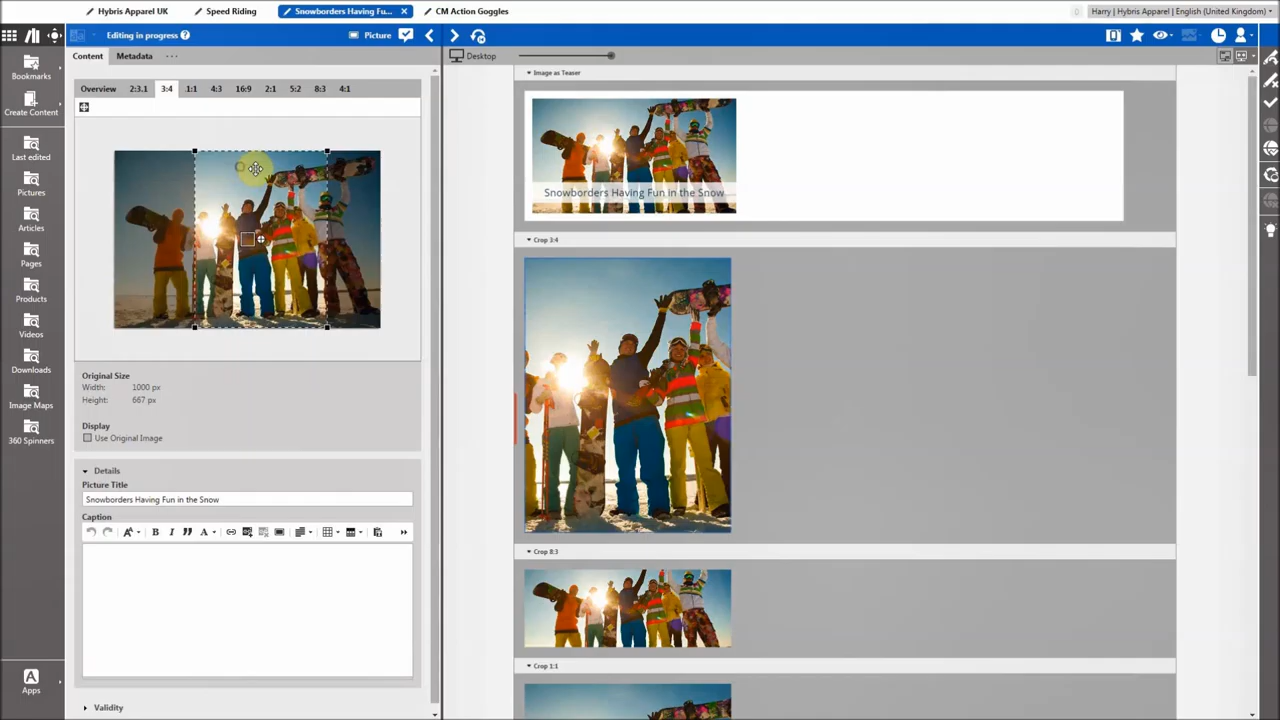 Hybris Apparel UK
Speed Riding
Snowborders Having Fu...
CM Action Goggles
Harry | Hybris Apparel | English (United Kingdom)
Editing in progress
Picture
Bookmarks
Create Content
Last edited
Pictures
Articles
Pages
Products
Videos
Downloads
Image Maps
360 Spinners
Apps
Content
Metadata
Overview
2:3.1
3:4
1:1
4:3
16:9
2:1
5:2
8:3
4:1
Original Size
Width: 1000 px
Height: 667 px
Display
Use Original Image
Details
Picture Title
Snowborders Having Fun in the Snow
Caption
Validity
Desktop
Image as Teaser
Snowborders Having Fun in the Snow
Crop 3:4
Crop 8:3
Crop 1:1